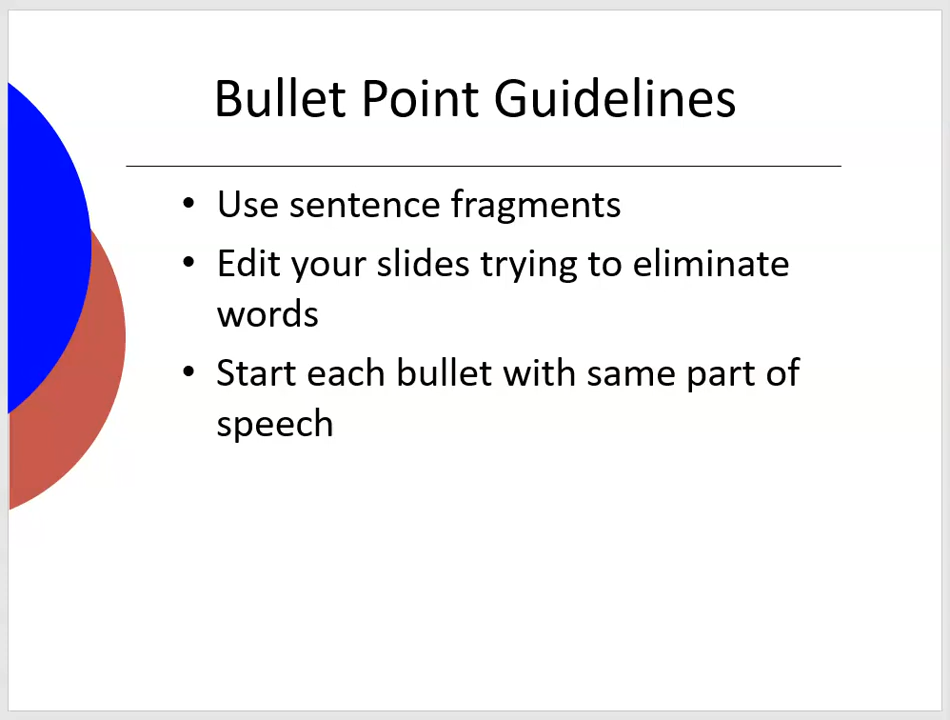 Bullet Point Guidelines
• Use sentence fragments
• Edit your slides trying to eliminate
words
• Start each bullet with same part of
speech